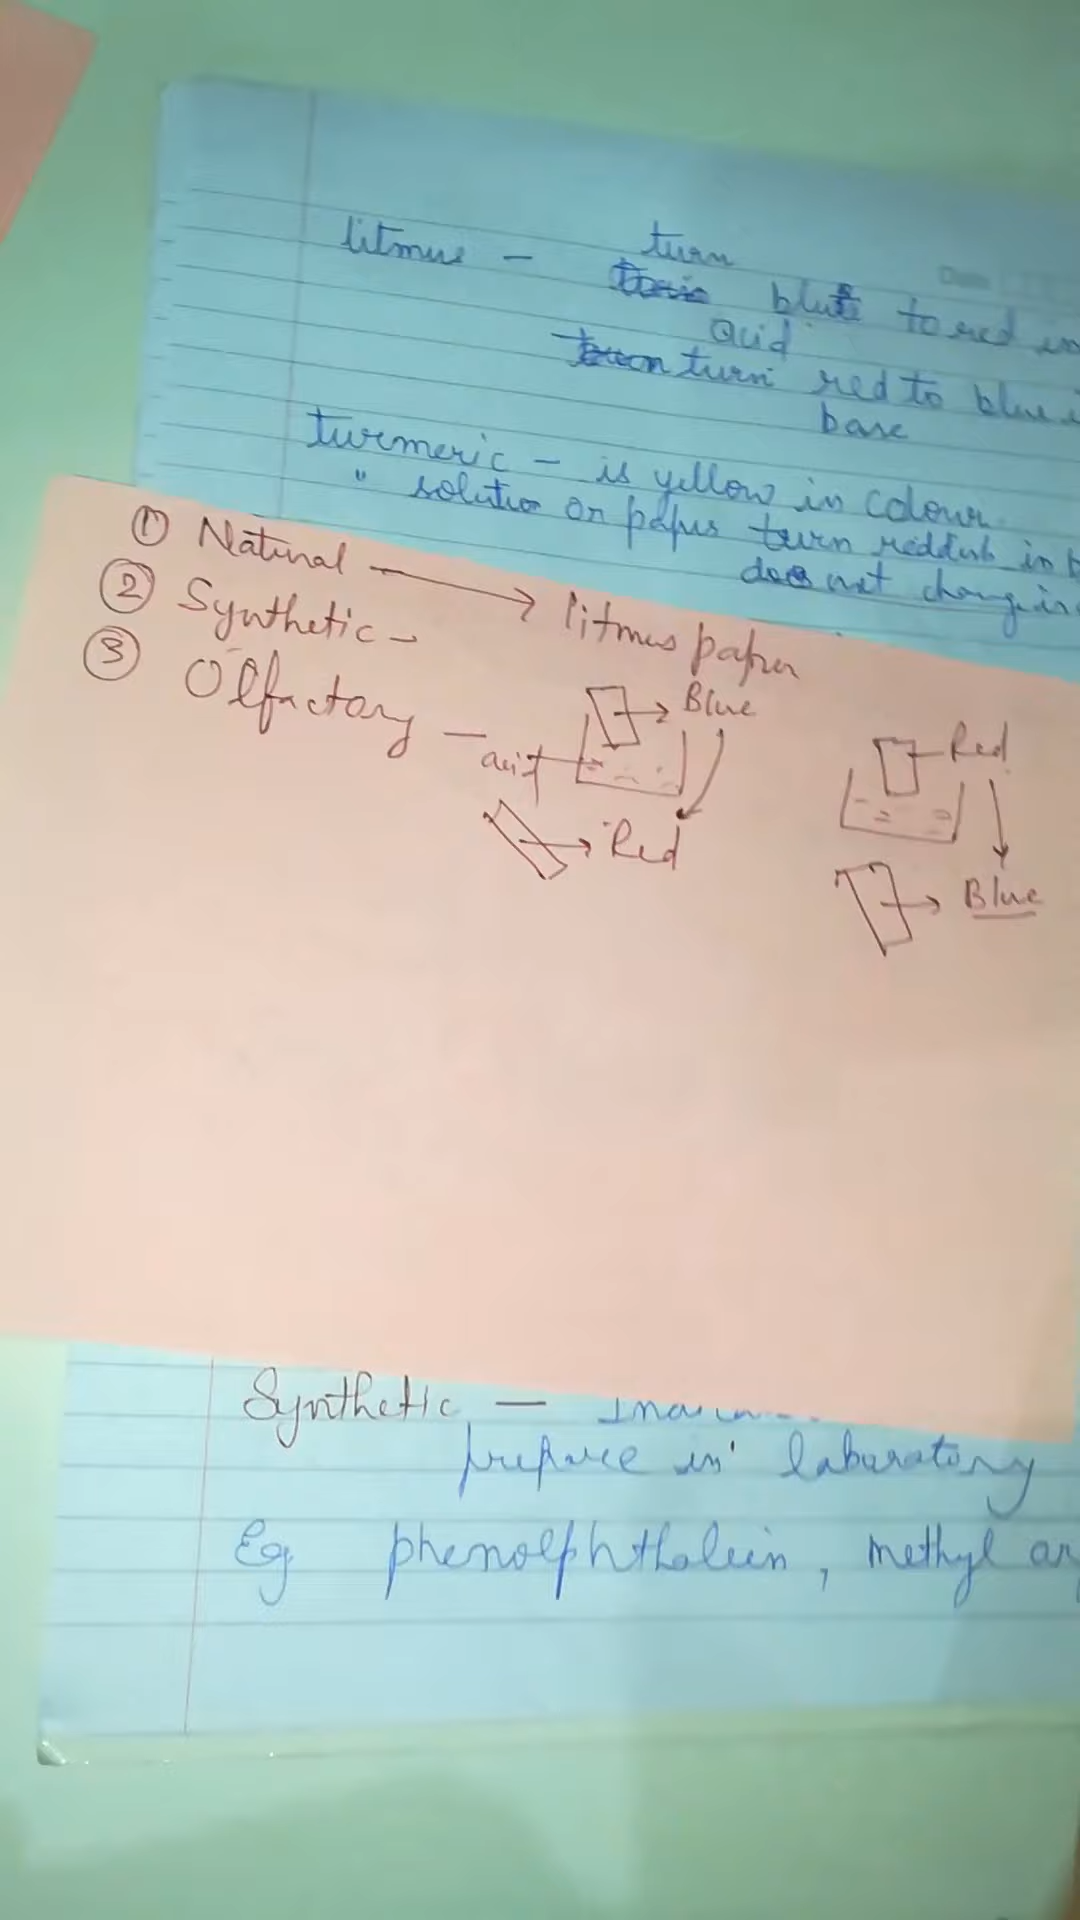 litmus - turn
blue to red in
acid
turn red to blue
base
turmeric - is yellow in colour
" solution or paper turn reddish in
does not change in
① Natural → litmus paper
② Synthetic -
③ Olfactory -
acid
Blue
Red
Red
Blue
Synthetic -
prepare in laboratory
Eg phenolphthalein, methyl